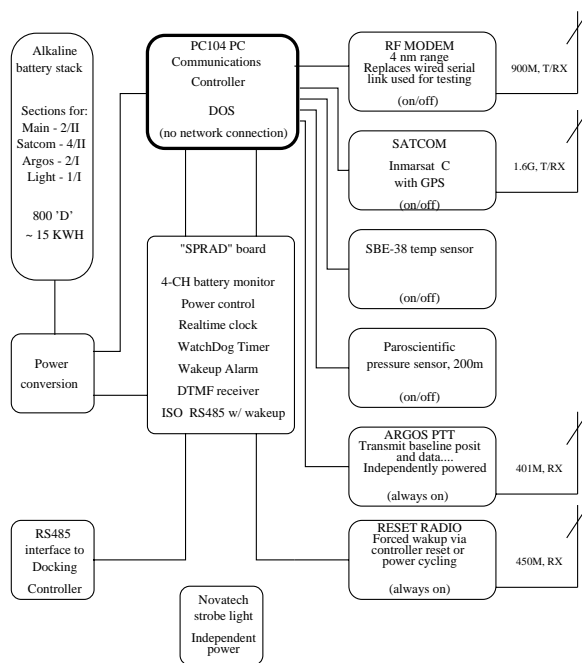 Alkaline
battery stack
Sections for:
Main - 2/II
Satcom - 4/II
Argos - 2/I
Light - 1/I
800 'D'
~ 15 KWH
Power
conversion
RS485
interface to
Docking
Controller
PC104 PC
Communications
Controller
DOS
(no network connection)
"SPRAD" board
4-CH battery monitor
Power control
Realtime clock
WatchDog Timer
Wakeup Alarm
DTMF receiver
ISO RS485 w/ wakeup
Novatech
strobe light
Independent
power
RF MODEM
4 nm range
Replaces wired serial
link used for testing
(on/off)
900M, T/RX
SATCOM
Inmarsat C
with GPS
(on/off)
1.6G, T/RX
SBE-38 temp sensor
(on/off)
Paroscientific
pressure sensor, 200m
(on/off)
ARGOS PTT
Transmit baseline posit
and data....
Independently powered
(always on)
401M, RX
RESET RADIO
Forced wakup via
controller reset or
power cycling
(always on)
450M, RX